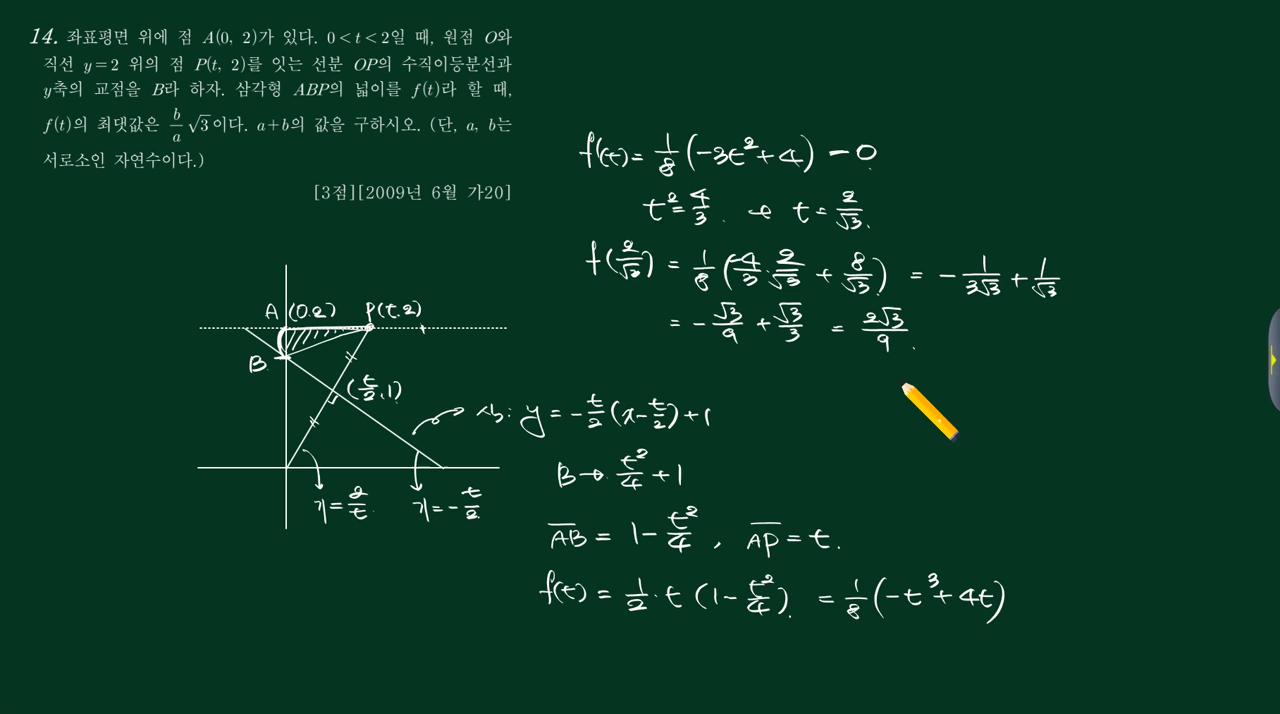 14. 좌표평면 위에 점 A(0, 2)가 있다. 0<t<2일 때, 원점 O와
직선 y=2 위의 점 P(t, 2)를 잇는 선분 OP의 수직이등분선과
y축의 교점을 B라 하자. 삼각형 ABP의 넓이를 f(t)라 할 때,
f(t)의 최댓값은 b/a √3이다. a+b의 값을 구하시오. (단, a, b는
서로소인 자연수이다.)
[3점][2009년 6월 가20]
f'(t)= 1/8 (-3t²+4) = 0
t²= 4/3 . → t= 2/√3 .
f(2/√3) = 1/8 (-4/3 · 2/√3 + 8/√3) = - 1/3√3 + 1/√3
= - √3/9 + √3/3 = 2√3/9 .
A (0.2) P(t.2)
B
(t/2 , 1)
기= 2/t 기= - t/2
식: y = - t/2 (x - t/2) + 1
B → t²/4 + 1
AB = 1 - t²/4 , AP = t.
f(t) = 1/2 · t (1 - t²/4) . = 1/8 (-t³ + 4t)